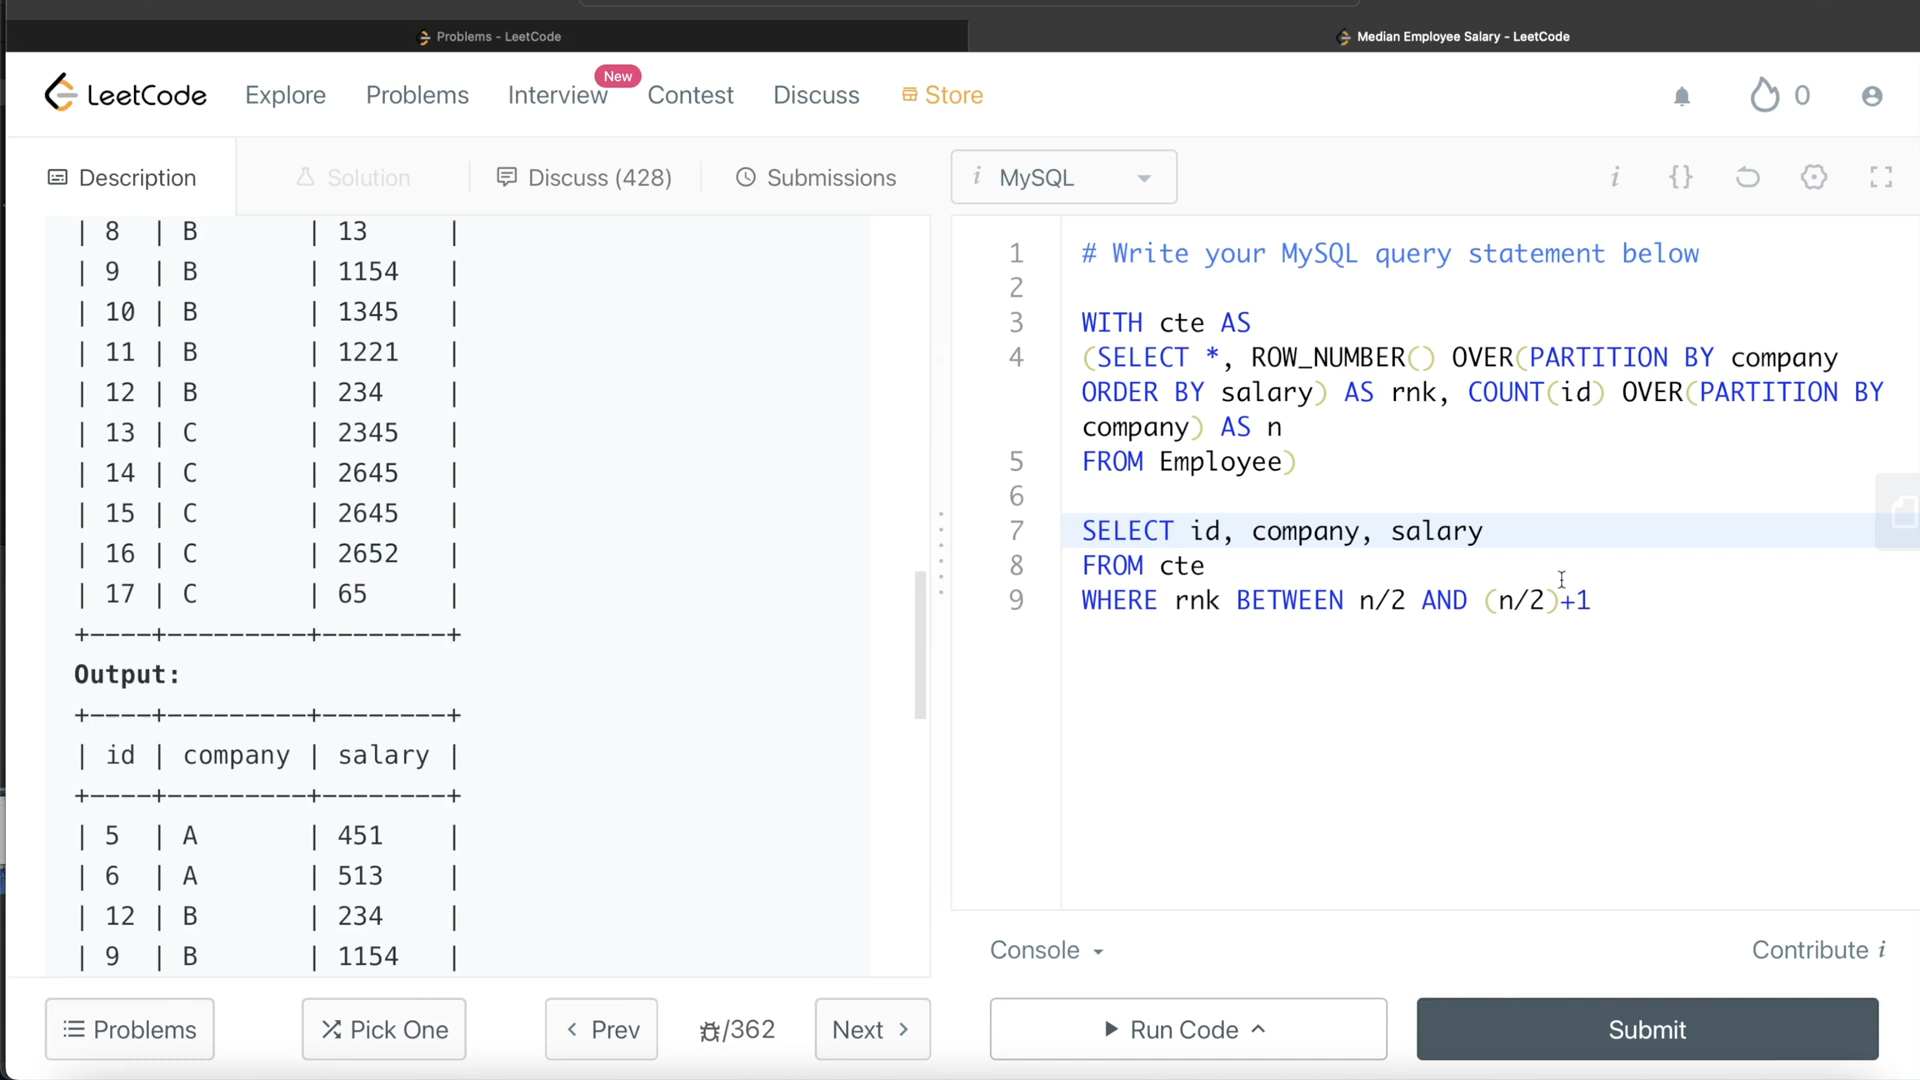 Problems - LeetCode
Median Employee Salary - LeetCode
LeetCode
Explore
Problems
Interview
New
Contest
Discuss
Store
0
Description
Solution
Discuss (428)
Submissions
i MySQL
i {}
| 8 | B | 13 |
| 9 | B | 1154 |
| 10 | B | 1345 |
| 11 | B | 1221 |
| 12 | B | 234 |
| 13 | C | 2345 |
| 14 | C | 2645 |
| 15 | C | 2645 |
| 16 | C | 2652 |
| 17 | C | 65 |
+----+---------+--------+
Output:
+----+---------+--------+
| id | company | salary |
+----+---------+--------+
| 5 | A | 451 |
| 6 | A | 513 |
| 12 | B | 234 |
| 9 | B | 1154 |
1 # Write your MySQL query statement below
2
3 WITH cte AS
4 (SELECT *, ROW_NUMBER() OVER(PARTITION BY company
ORDER BY salary) AS rnk, COUNT(id) OVER(PARTITION BY
company) AS n
5 FROM Employee)
6
7 SELECT id, company, salary
8 FROM cte
9 WHERE rnk BETWEEN n/2 AND (n/2)+1
Console
Contribute i
Problems
Pick One
< Prev
/362
Next >
Run Code
Submit